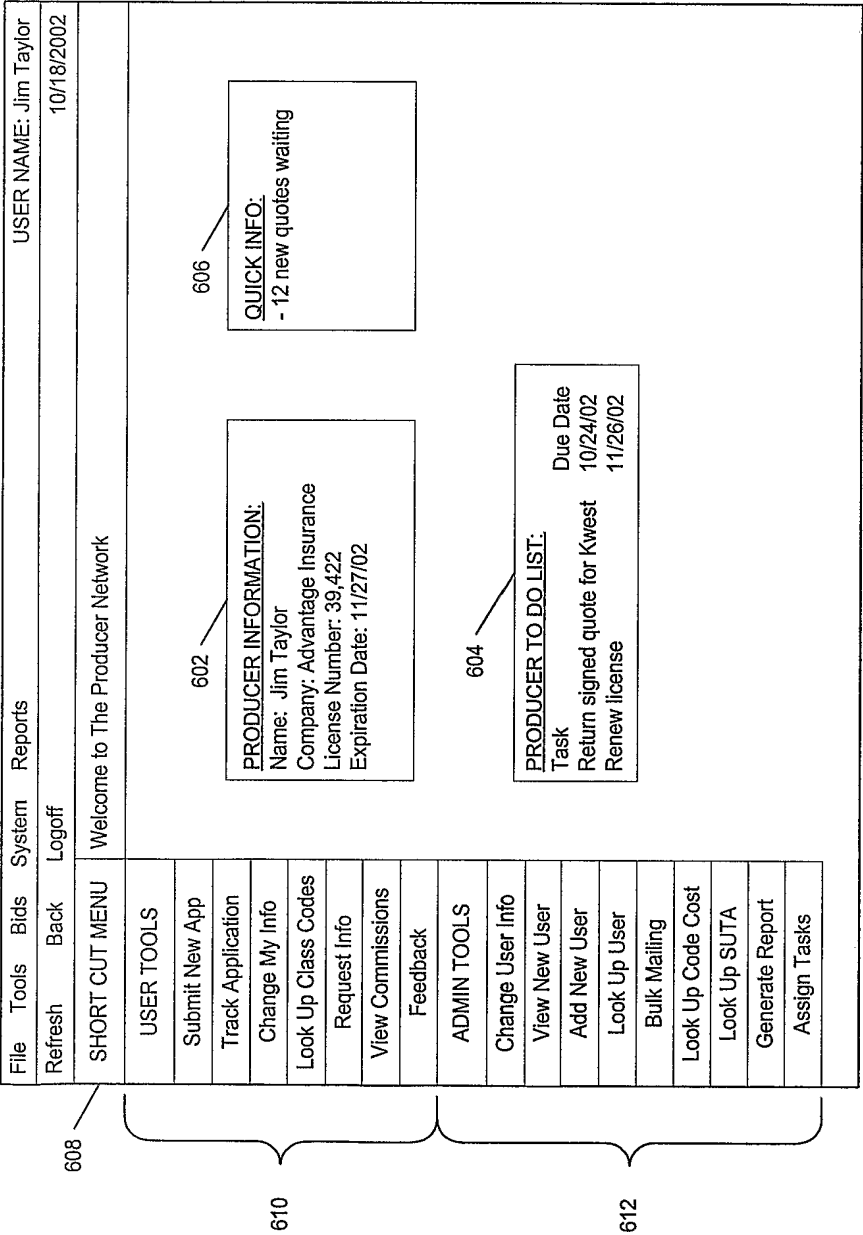 File Tools Bids System Reports USER NAME: Jim Taylor
Refresh Back Logoff 10/18/2002
SHORT CUT MENU Welcome to The Producer Network
608
USER TOOLS
Submit New App
Track Application
Change My Info
Look Up Class Codes
Request Info
View Commissions
Feedback
610
ADMIN TOOLS
Change User Info
View New User
Add New User
Look Up User
Bulk Mailing
Look Up Code Cost
Look Up SUTA
Generate Report
Assign Tasks
612
602
PRODUCER INFORMATION:
Name: Jim Taylor
Company: Advantage Insurance
License Number: 39,422
Expiration Date: 11/27/02
606
QUICK INFO:
- 12 new quotes waiting
604
PRODUCER TO DO LIST:
Task Due Date
Return signed quote for Kwest 10/24/02
Renew license 11/26/02